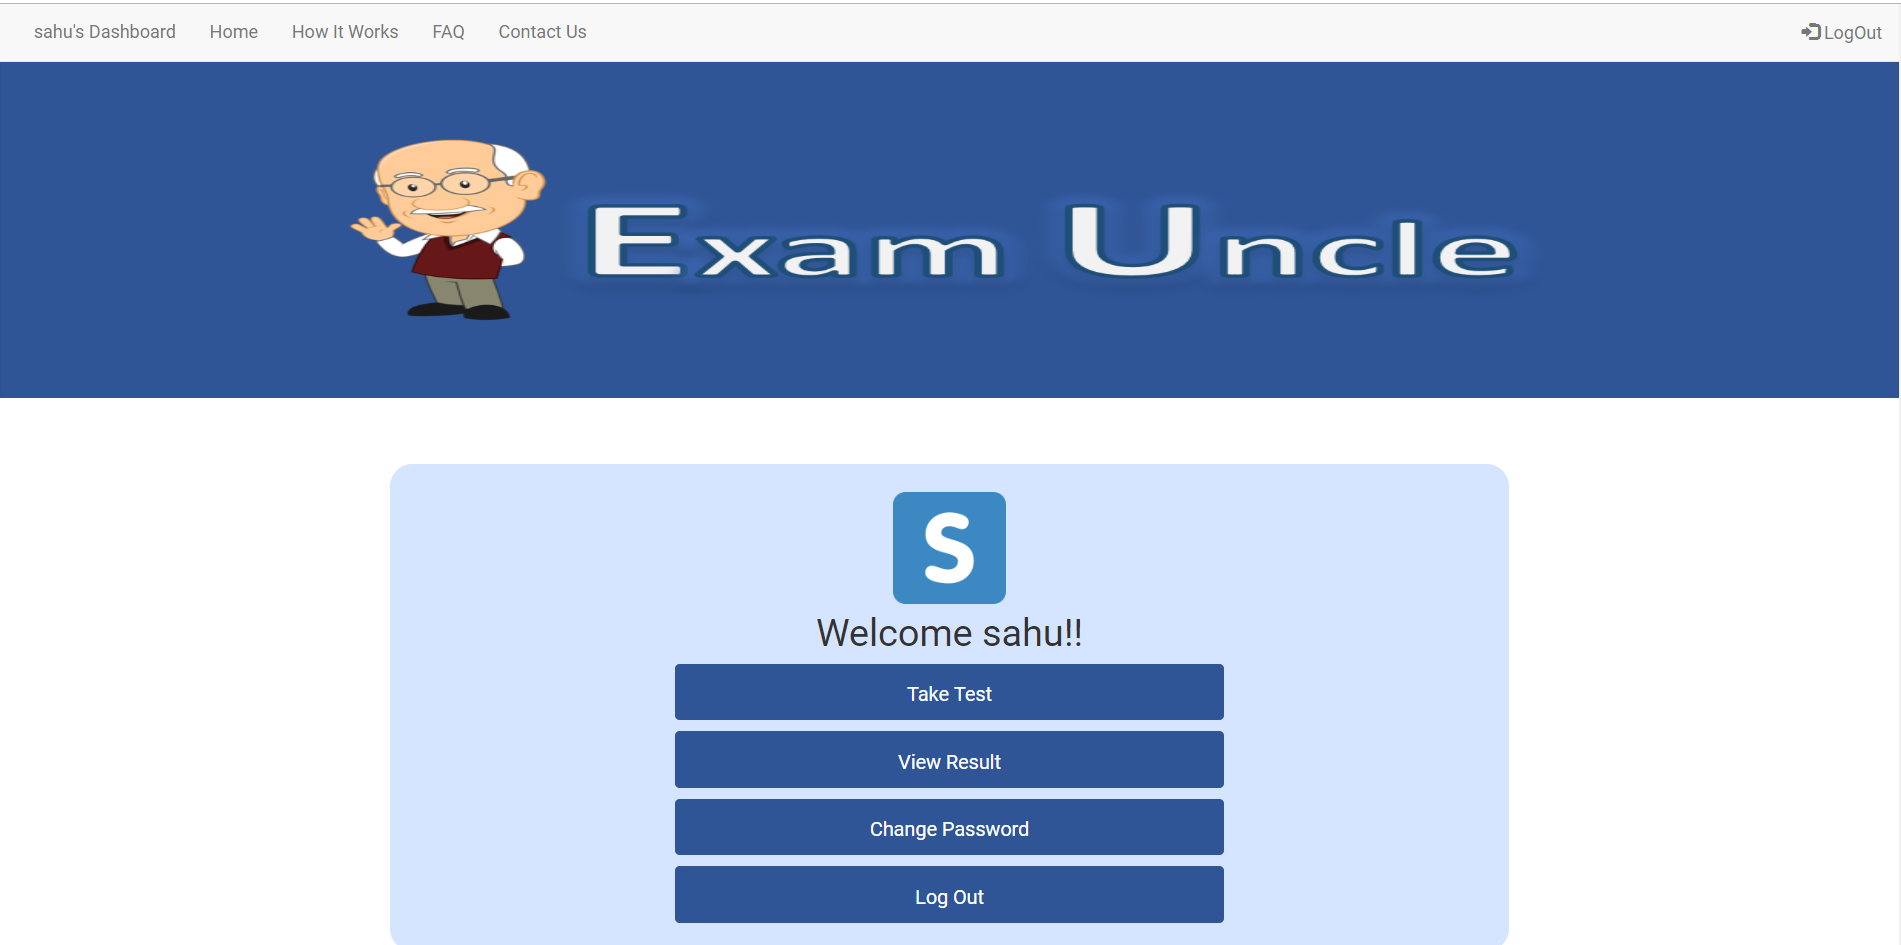 sahu's Dashboard Home How It Works FAQ Contact Us LogOut
Exam Uncle
S
Welcome sahu!!
Take Test
View Result
Change Password
Log Out